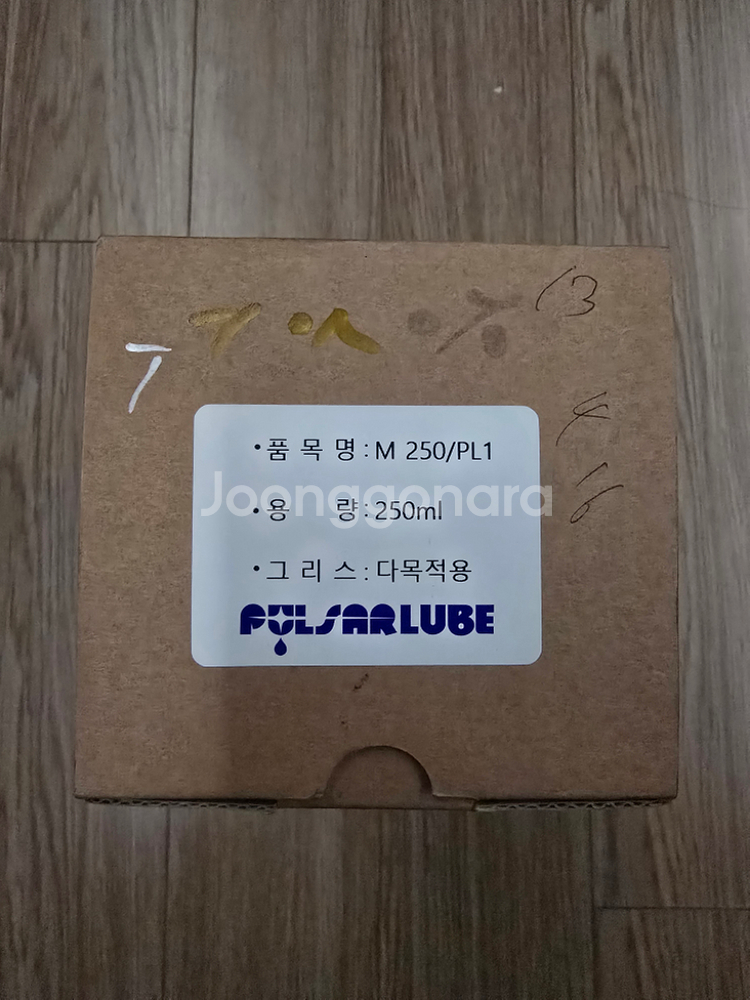 13
7
4
16
•품 목 명 : M 250/PL1
Joonggonara
•용 량 : 250ml
•그 리 스 : 다목적용
PULSARLUBE